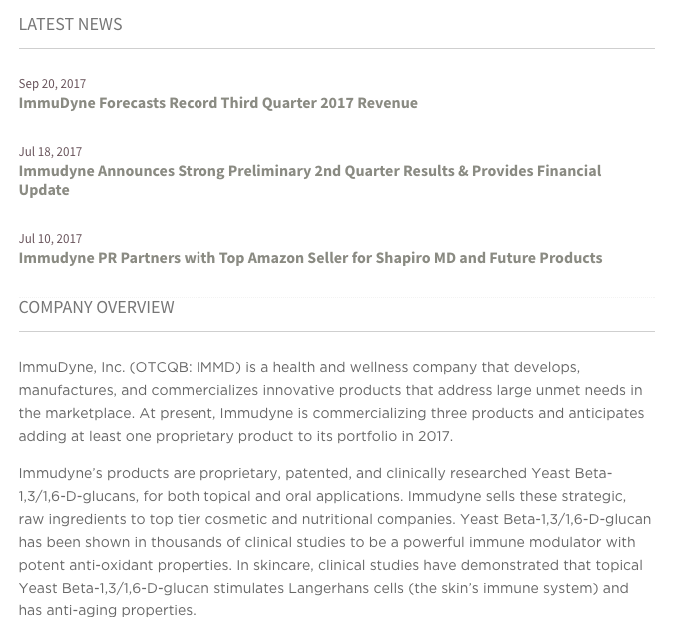 LATEST NEWS
Sep 20, 2017
ImmuDyne Forecasts Record Third Quarter 2017 Revenue
Jul 18, 2017
Immudyne Announces Strong Preliminary 2nd Quarter Results & Provides Financial
Update
Jul 10, 2017
Immudyne PR Partners with Top Amazon Seller for Shapiro MD and Future Products
COMPANY OVERVIEW
ImmuDyne, Inc. (OTCQB: IMMD) is a health and wellness company that develops,
manufactures, and commercializes innovative products that address large unmet needs in
the marketplace. At present, Immudyne is commercializing three products and anticipates
adding at least one proprietary product to its portfolio in 2017.
Immudyne’s products are proprietary, patented, and clinically researched Yeast Beta-
1,3/1,6-D-glucans, for both topical and oral applications. Immudyne sells these strategic,
raw ingredients to top tier cosmetic and nutritional companies. Yeast Beta-1,3/1,6-D-glucan
has been shown in thousands of clinical studies to be a powerful immune modulator with
potent anti-oxidant properties. In skincare, clinical studies have demonstrated that topical
Yeast Beta-1,3/1,6-D-glucan stimulates Langerhans cells (the skin’s immune system) and
has anti-aging properties.